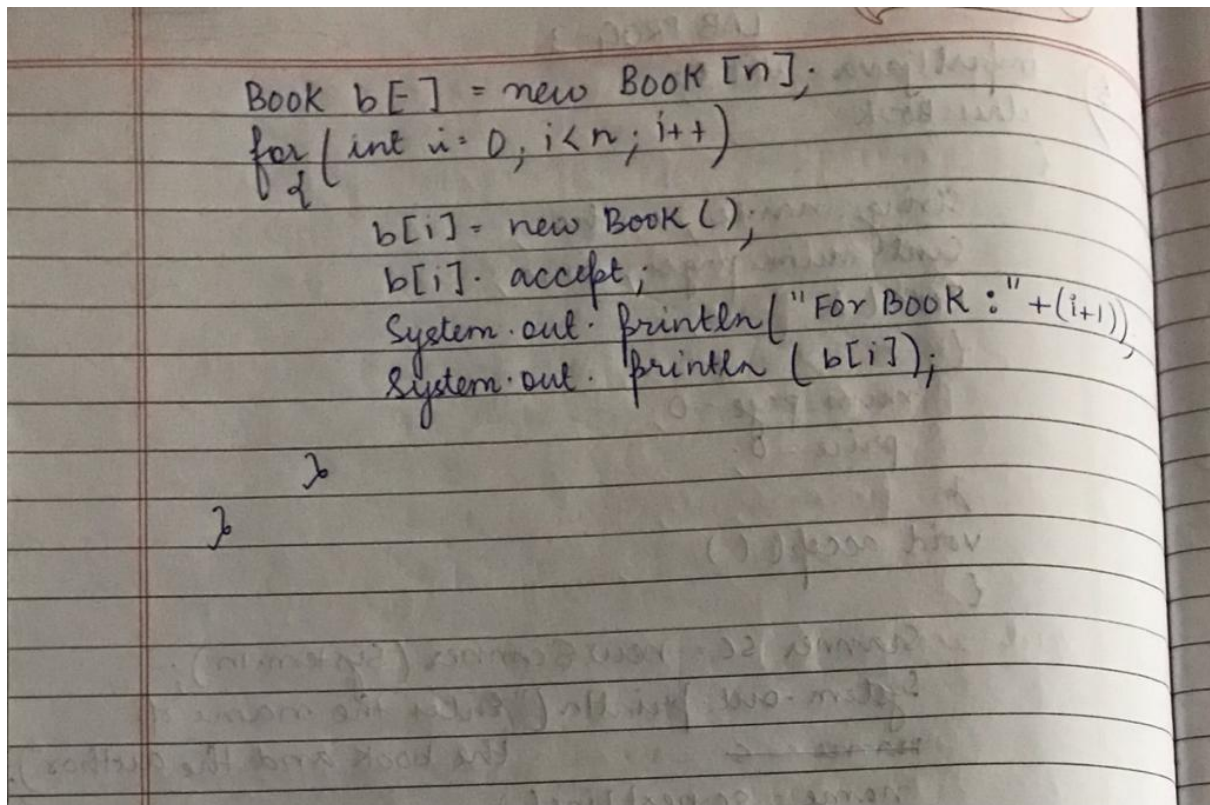 Book b[] = new Book [n];
for (int i = 0, i<n ; i++)
{
b[i] = new Book ();
b[i]. accept;
System.out.println("For Book :" +(i+1));
System.out.println (b[i]);
}
}